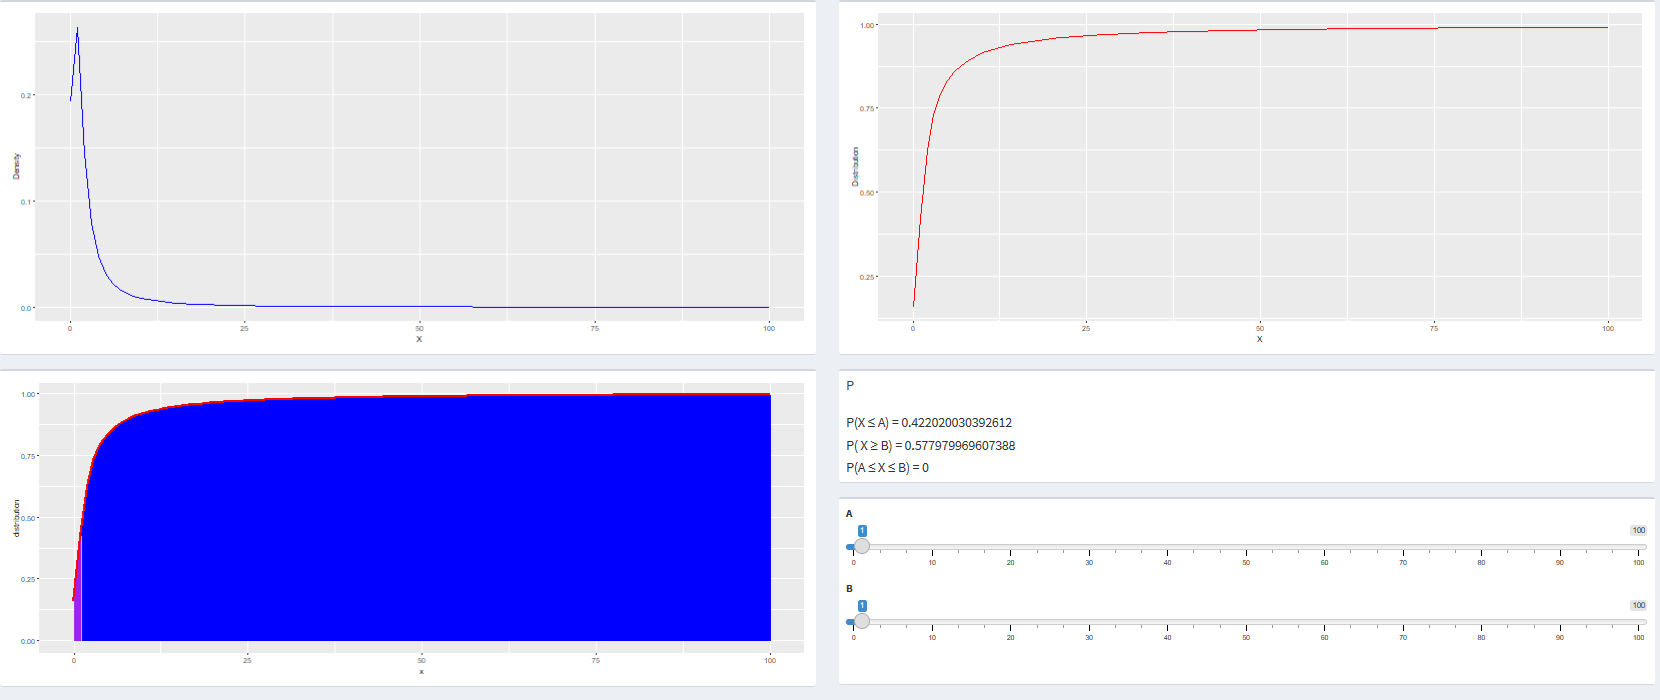 0.2
0.1
0.0
Density
0
25
50
75
100
X
1.00
0.75
0.50
0.25
Distribution
0
25
50
75
100
X
1.00
0.75
0.50
0.25
0.00
distribution
0
25
50
75
100
x
P
P(X ≤ A) = 0.422020030392612
P( X ≥ B) = 0.577979969607388
P(A ≤ X ≤ B) = 0
A
1
100
0 10 20 30 40 50 60 70 80 90 100
B
1
100
0 10 20 30 40 50 60 70 80 90 100